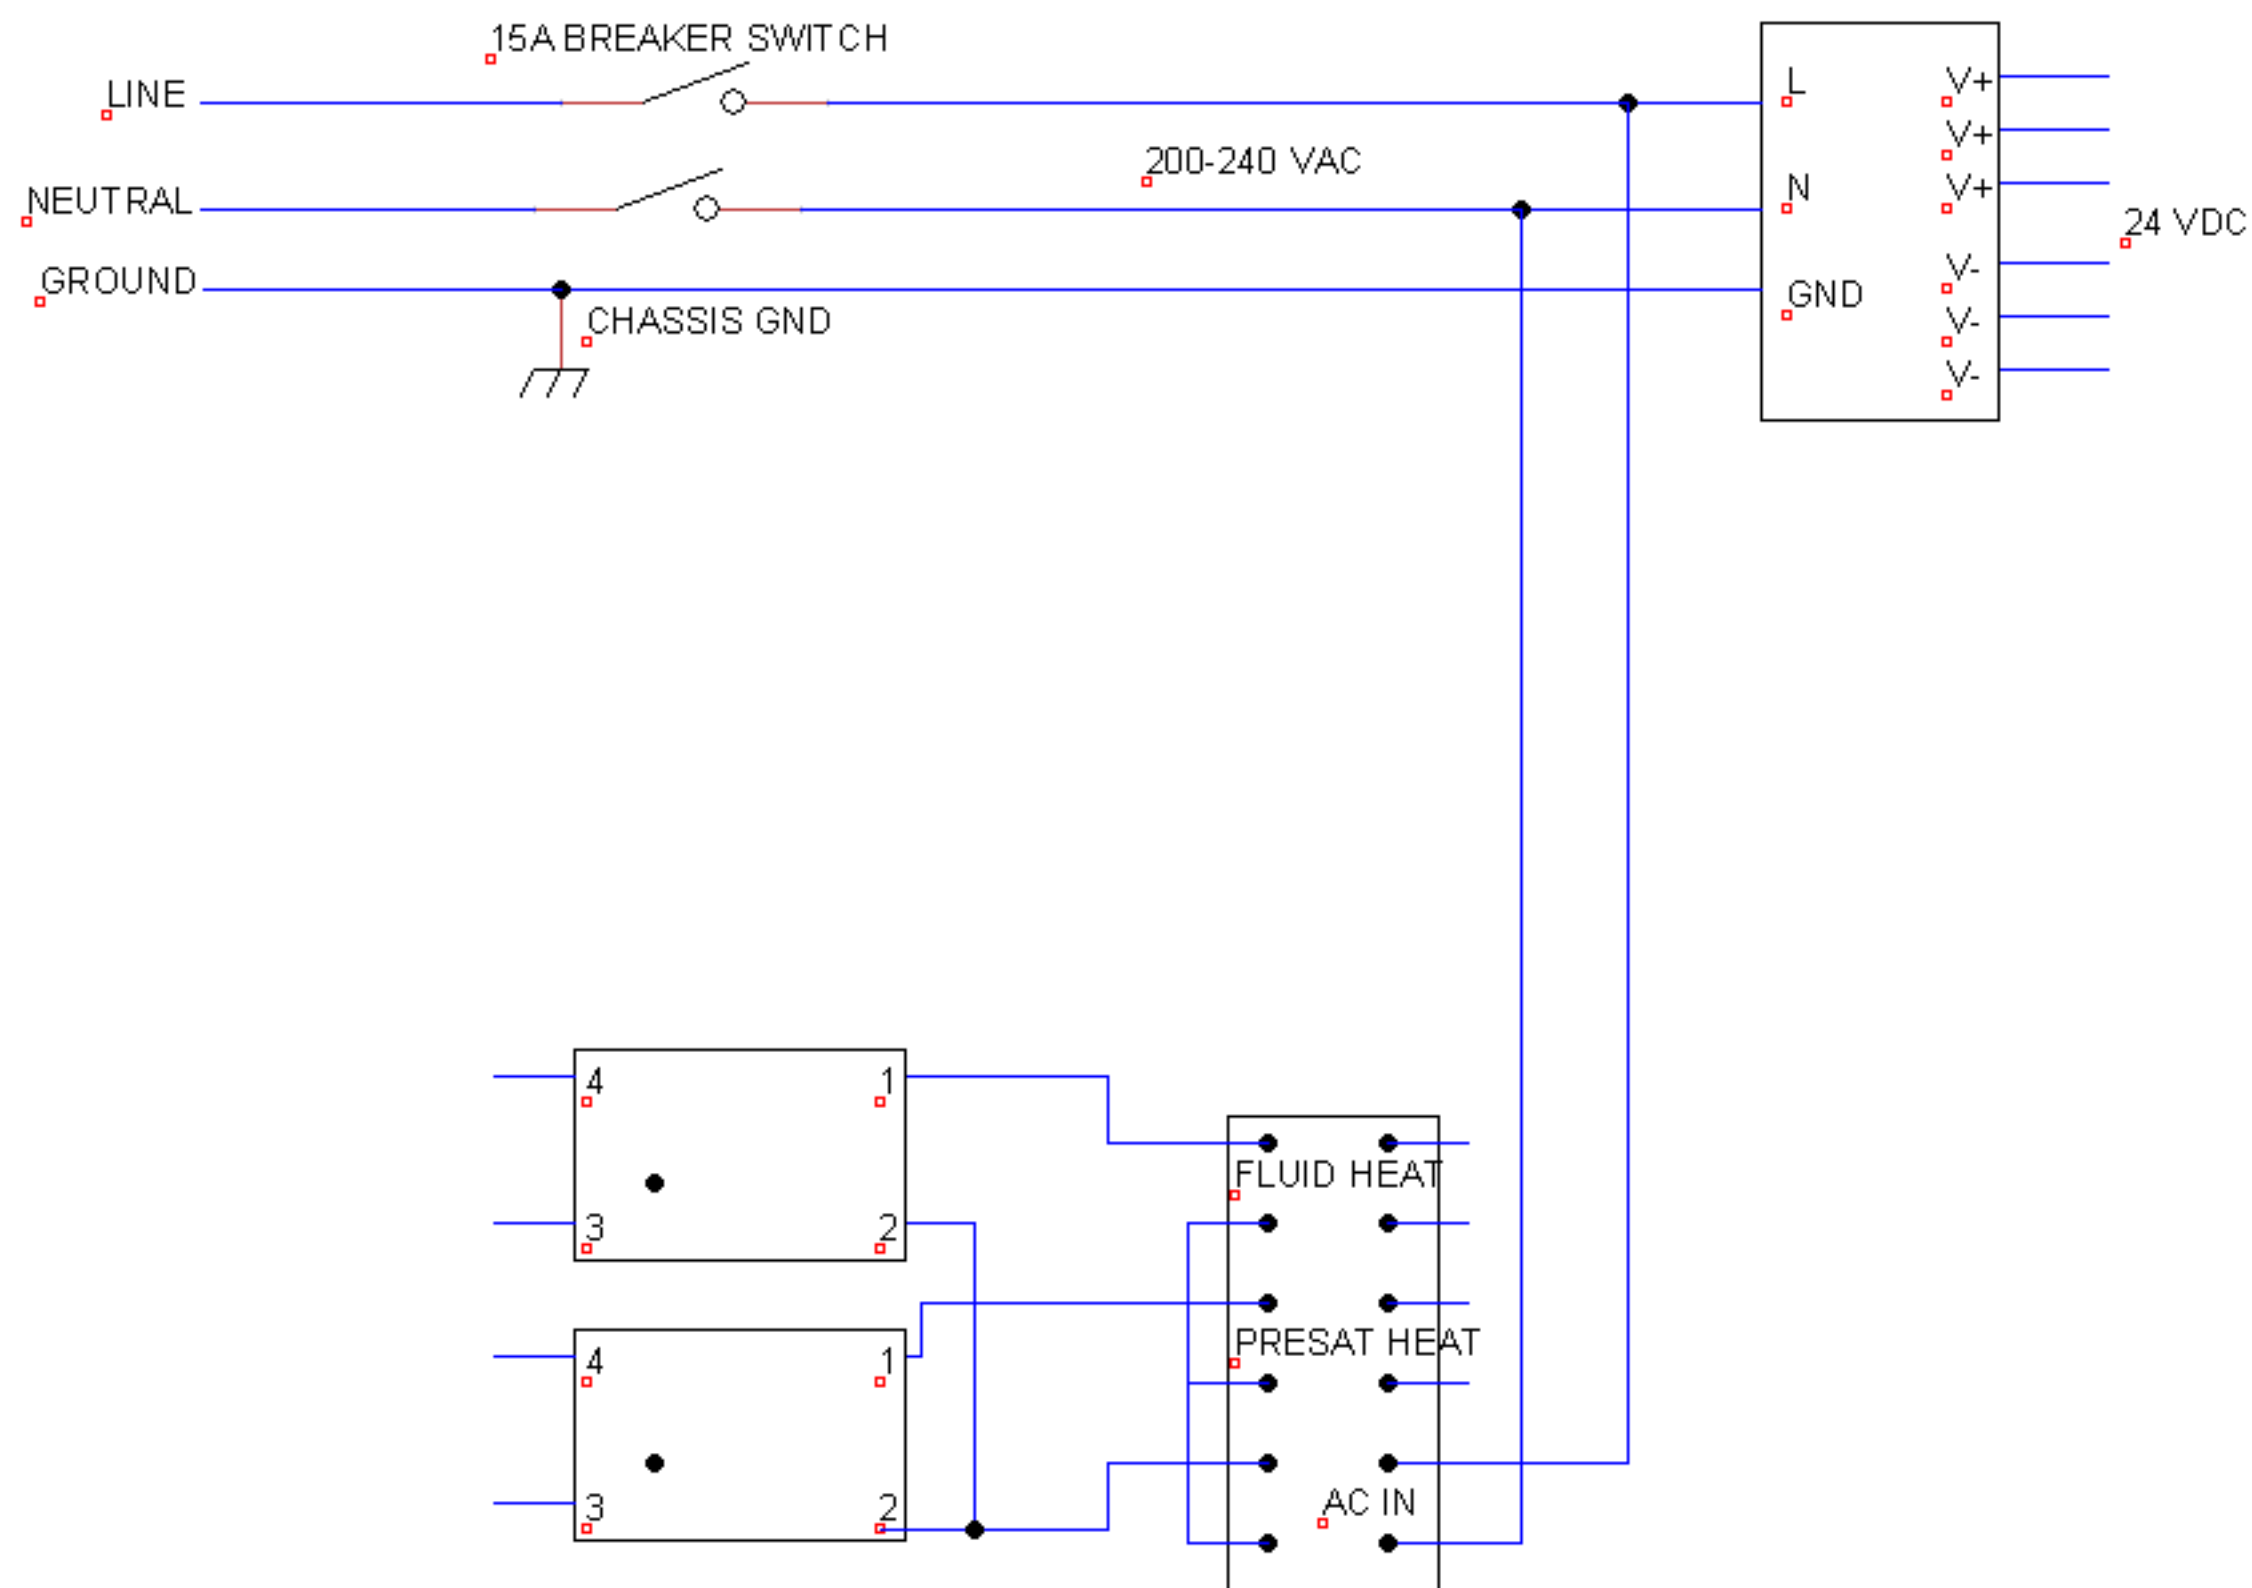 15A BREAKER SWITCH
LINE
NEUTRAL
GROUND
CHASSIS GND
200-240 VAC
L
N
GND
V+
V+
V+
V-
V-
V-
24 VDC
4
1
3
2
4
1
3
2
FLUID HEAT
PRESAT HEAT
AC IN